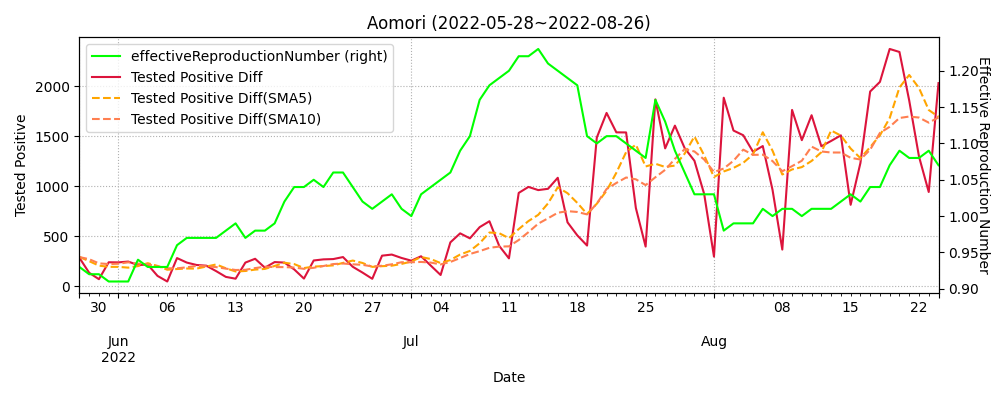 Aomori (2022-05-28~2022-08-26)
effectiveReproductionNumber (right)
Tested Positive Diff
Tested Positive Diff(SMA5)
Tested Positive Diff(SMA10)
Tested Positive
2000
1500
1000
500
0
Effective Reproduction Number
1.20
1.15
1.10
1.05
1.00
0.95
0.90
30 06 13 20 27 04 11 18 25 08 15 22
Jun Jul Aug
2022
Date